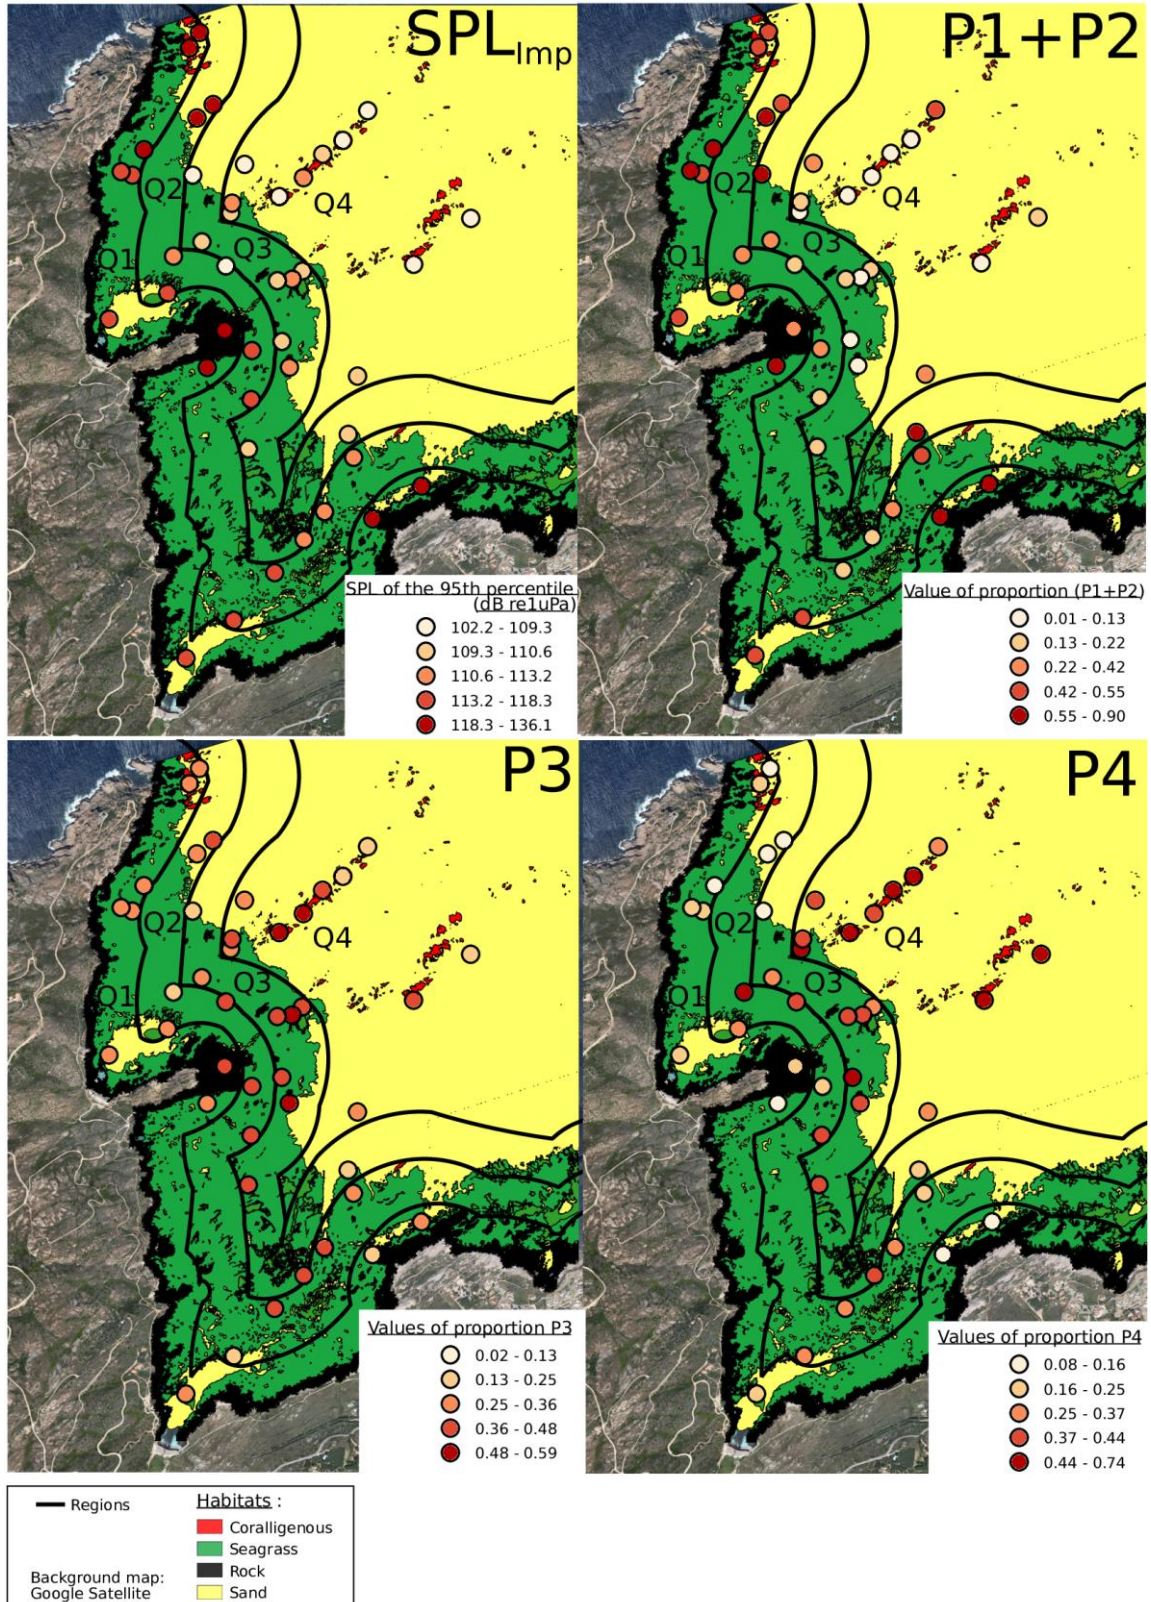 SPLImp
Q2
Q4
Q3
Q1
SPL of the 95th percentile
(dB re1uPa)
102.2 - 109.3
109.3 - 110.6
110.6 - 113.2
113.2 - 118.3
118.3 - 136.1
P1+P2
Q2
Q4
Q3
Q1
Value of proportion (P1+P2)
0.01 - 0.13
0.13 - 0.22
0.22 - 0.42
0.42 - 0.55
0.55 - 0.90
P3
Q2
Q4
Q3
Q1
Values of proportion P3
0.02 - 0.13
0.13 - 0.25
0.25 - 0.36
0.36 - 0.48
0.48 - 0.59
P4
Q2
Q4
Q3
Q1
Values of proportion P4
0.08 - 0.16
0.16 - 0.25
0.25 - 0.37
0.37 - 0.44
0.44 - 0.74
Regions
Background map:
Google Satellite
Habitats :
Coralligenous
Seagrass
Rock
Sand